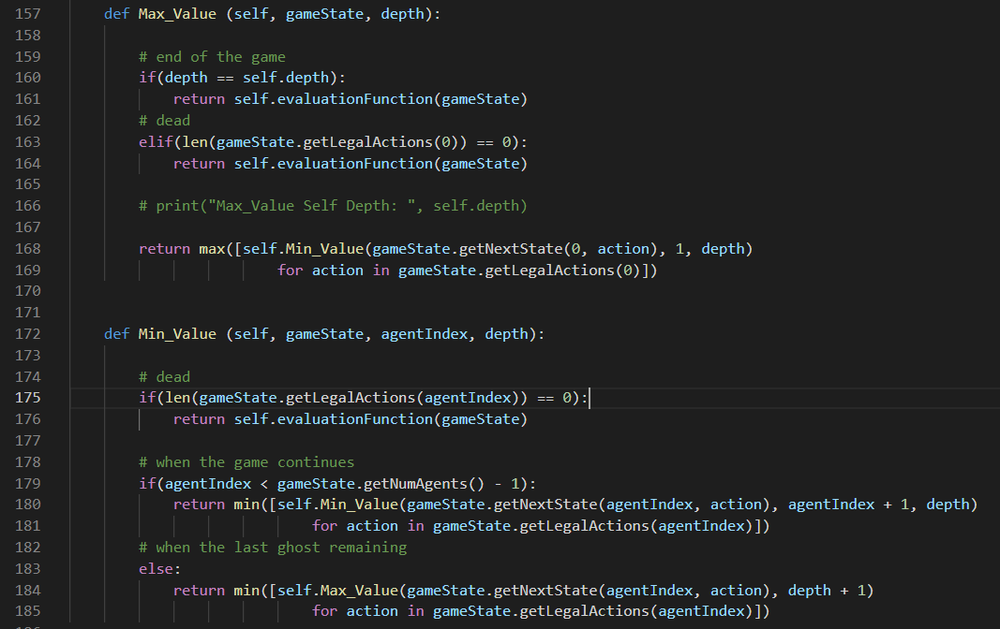 157 def Max_Value (self, gameState, depth):
158
159 # end of the game
160 if(depth == self.depth):
161 return self.evaluationFunction(gameState)
162 # dead
163 elif(len(gameState.getLegalActions(0)) == 0):
164 return self.evaluationFunction(gameState)
165
166 # print("Max_Value Self Depth: ", self.depth)
167
168 return max([self.Min_Value(gameState.getNextState(0, action), 1, depth)
169 for action in gameState.getLegalActions(0)])
170
171
172 def Min_Value (self, gameState, agentIndex, depth):
173
174 # dead
175 if(len(gameState.getLegalActions(agentIndex)) == 0):
176 return self.evaluationFunction(gameState)
177
178 # when the game continues
179 if(agentIndex < gameState.getNumAgents() - 1):
180 return min([self.Min_Value(gameState.getNextState(agentIndex, action), agentIndex + 1, depth)
181 for action in gameState.getLegalActions(agentIndex)])
182 # when the last ghost remaining
183 else:
184 return min([self.Max_Value(gameState.getNextState(agentIndex, action), depth + 1)
185 for action in gameState.getLegalActions(agentIndex)])